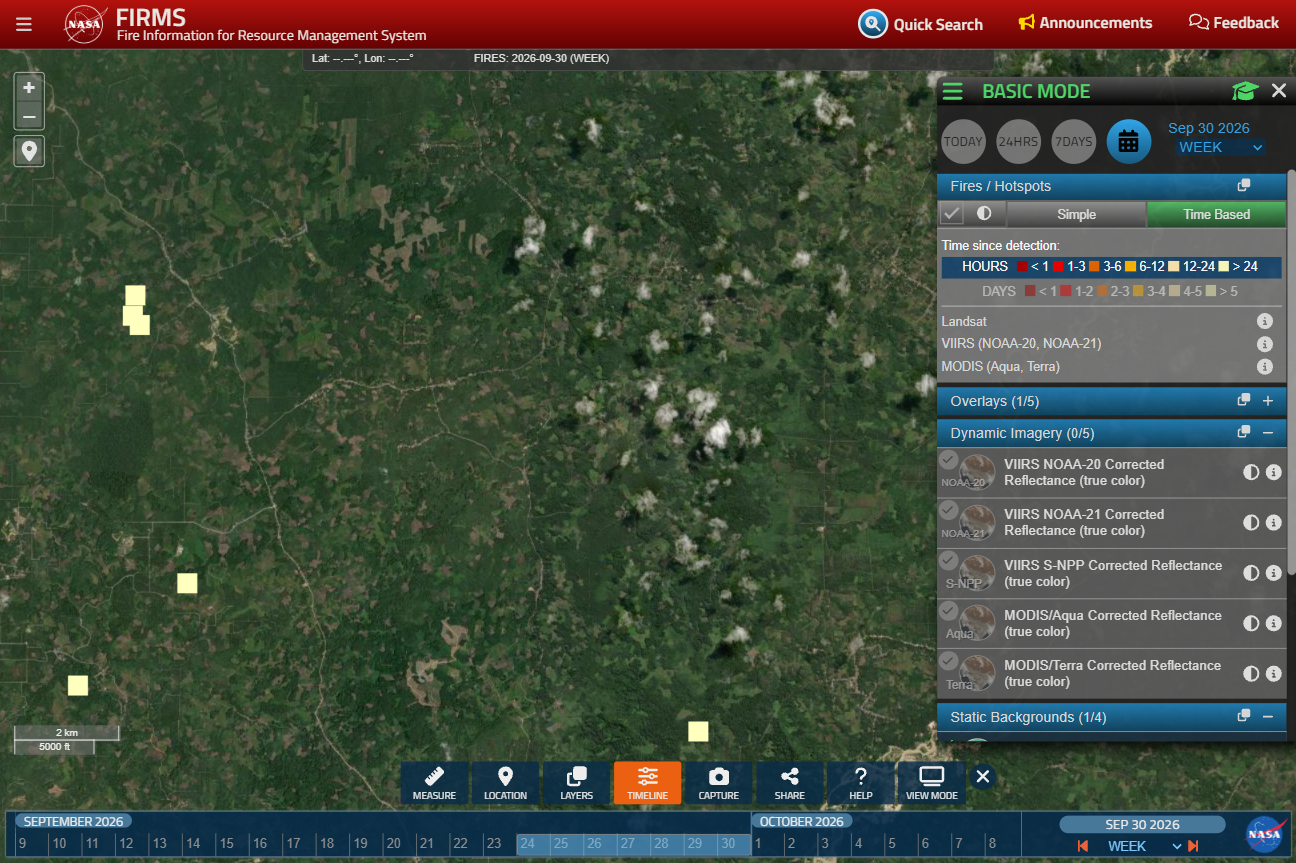 NASA
FIRMS
Fire Information for Resource Management System
Quick Search
Announcements
Feedback
Lat: --.---°, Lon: --.---°
FIRES: 2026-09-30 (WEEK)
+
−
BASIC MODE
TODAY
24HRS
7DAYS
Sep 30 2026
WEEK
Fires / Hotspots
Simple
Time Based
Time since detection:
HOURS < 1 1-3 3-6 6-12 12-24 > 24
DAYS < 1 1-2 2-3 3-4 4-5 > 5
Landsat
VIIRS (NOAA-20, NOAA-21)
MODIS (Aqua, Terra)
Overlays (1/5)
Dynamic Imagery (0/5)
NOAA-20
VIIRS NOAA-20 Corrected
Reflectance (true color)
NOAA-21
VIIRS NOAA-21 Corrected
Reflectance (true color)
S-NPP
VIIRS S-NPP Corrected Reflectance
(true color)
Aqua
MODIS/Aqua Corrected Reflectance
(true color)
Terra
MODIS/Terra Corrected Reflectance
(true color)
Static Backgrounds (1/4)
2 km
5000 ft
MEASURE
LOCATION
LAYERS
TIMELINE
CAPTURE
SHARE
HELP
VIEW MODE
SEPTEMBER 2026
OCTOBER 2026
9 10 11 12 13 14 15 16 17 18 19 20 21 22 23 24 25 26 27 28 29 30 1 2 3 4 5 6 7 8
SEP 30 2026
WEEK
NASA